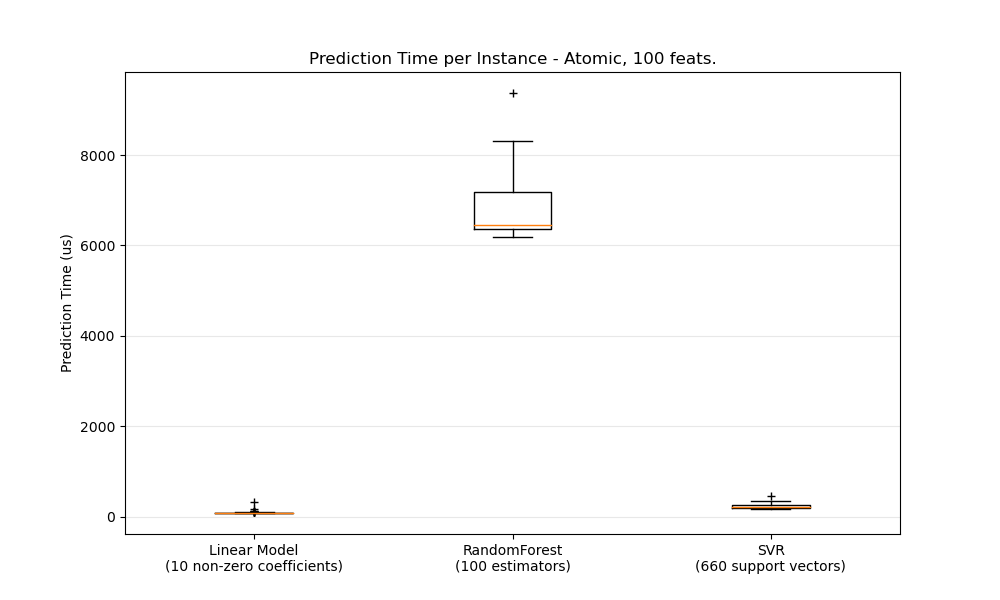 Prediction Time per Instance - Atomic, 100 feats.
Prediction Time (us)
8000
6000
4000
2000
0
Linear Model
(10 non-zero coefficients)
RandomForest
(100 estimators)
SVR
(660 support vectors)